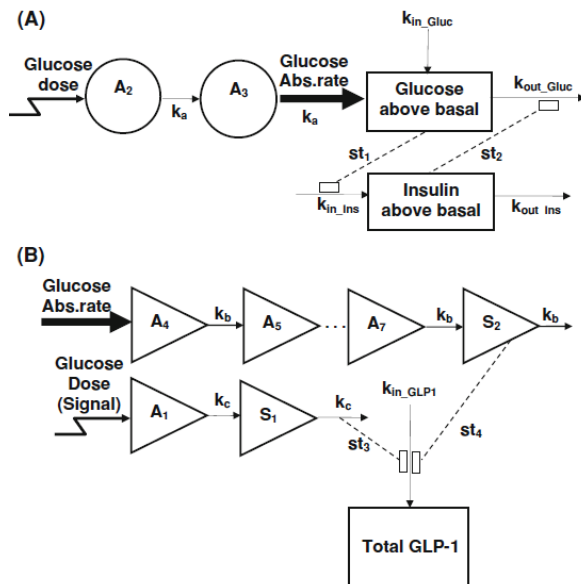 (A)
Glucose
dose
A2
ka
A3
Glucose
Abs.rate
ka
kin_Gluc
Glucose
above basal
kout_Gluc
st1
st2
kin_Ins
Insulin
above basal
kout_Ins
(B)
Glucose
Abs.rate
A4
kb
A5
...
A7
kb
S2
kb
Glucose
Dose
(Signal)
A1
kc
S1
kc
st3
kin_GLP1
st4
Total GLP-1